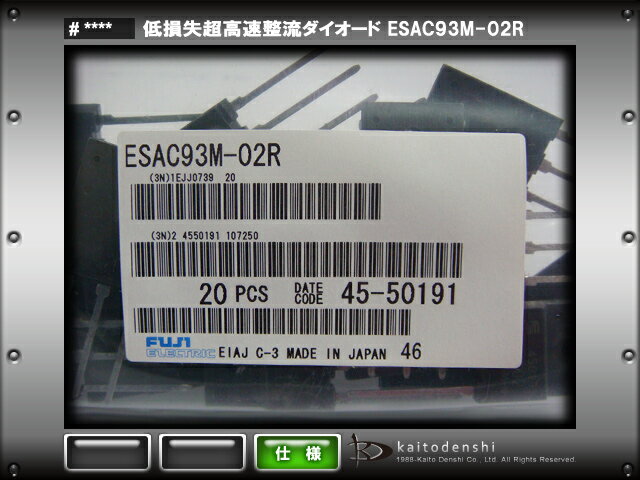 # **** 低損失超高速整流ダイオード ESAC93M-02R
ESAC93M-02R
(3N)1EJJ0739 20
(3N)2 4550191 107250
20 PCS DATE CODE 45-50191
FUJI ELECTRIC EIAJ C-3 MADE IN JAPAN 46
仕様
kaitodenshi
1988-Kaito Denshi Co., Ltd. All Rights Reserved.